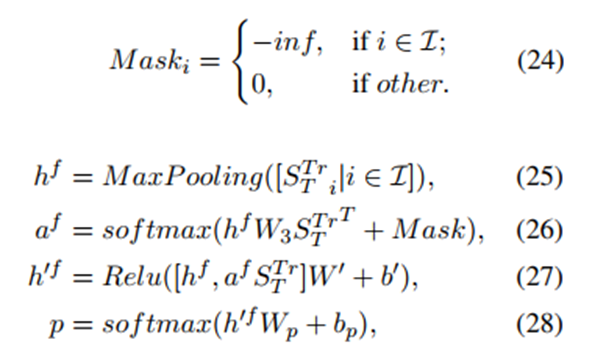 Mask_i = { −inf, if i ∈ I;
0, if other. (24)
h^f = MaxPooling([S_T^{Tr}_i | i ∈ I]), (25)
a^f = softmax(h^f W_3 S_T^{Tr^T} + Mask), (26)
h'^f = Relu([h^f, a^f S_T^{Tr}]W' + b'), (27)
p = softmax(h'^f W_p + b_p), (28)